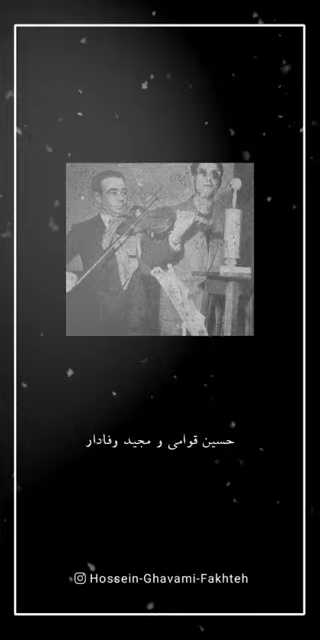 حسین قوامی و مجید وفادار
Hossein-Ghavami-Fakhteh